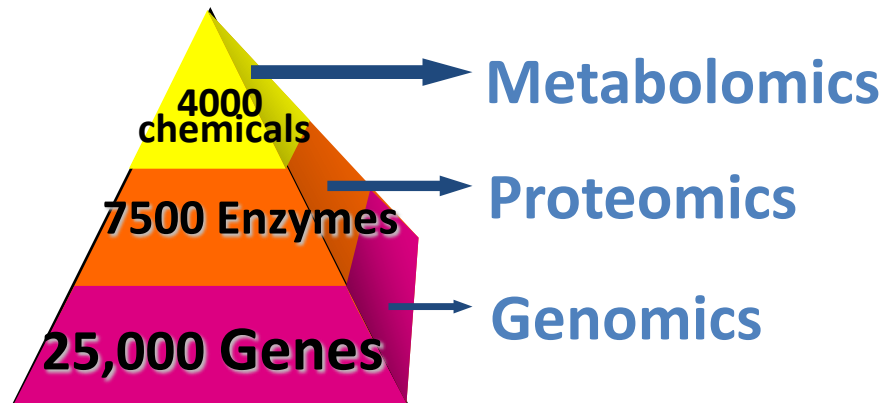 4000
chemicals
Metabolomics
7500 Enzymes
Proteomics
25,000 Genes
Genomics